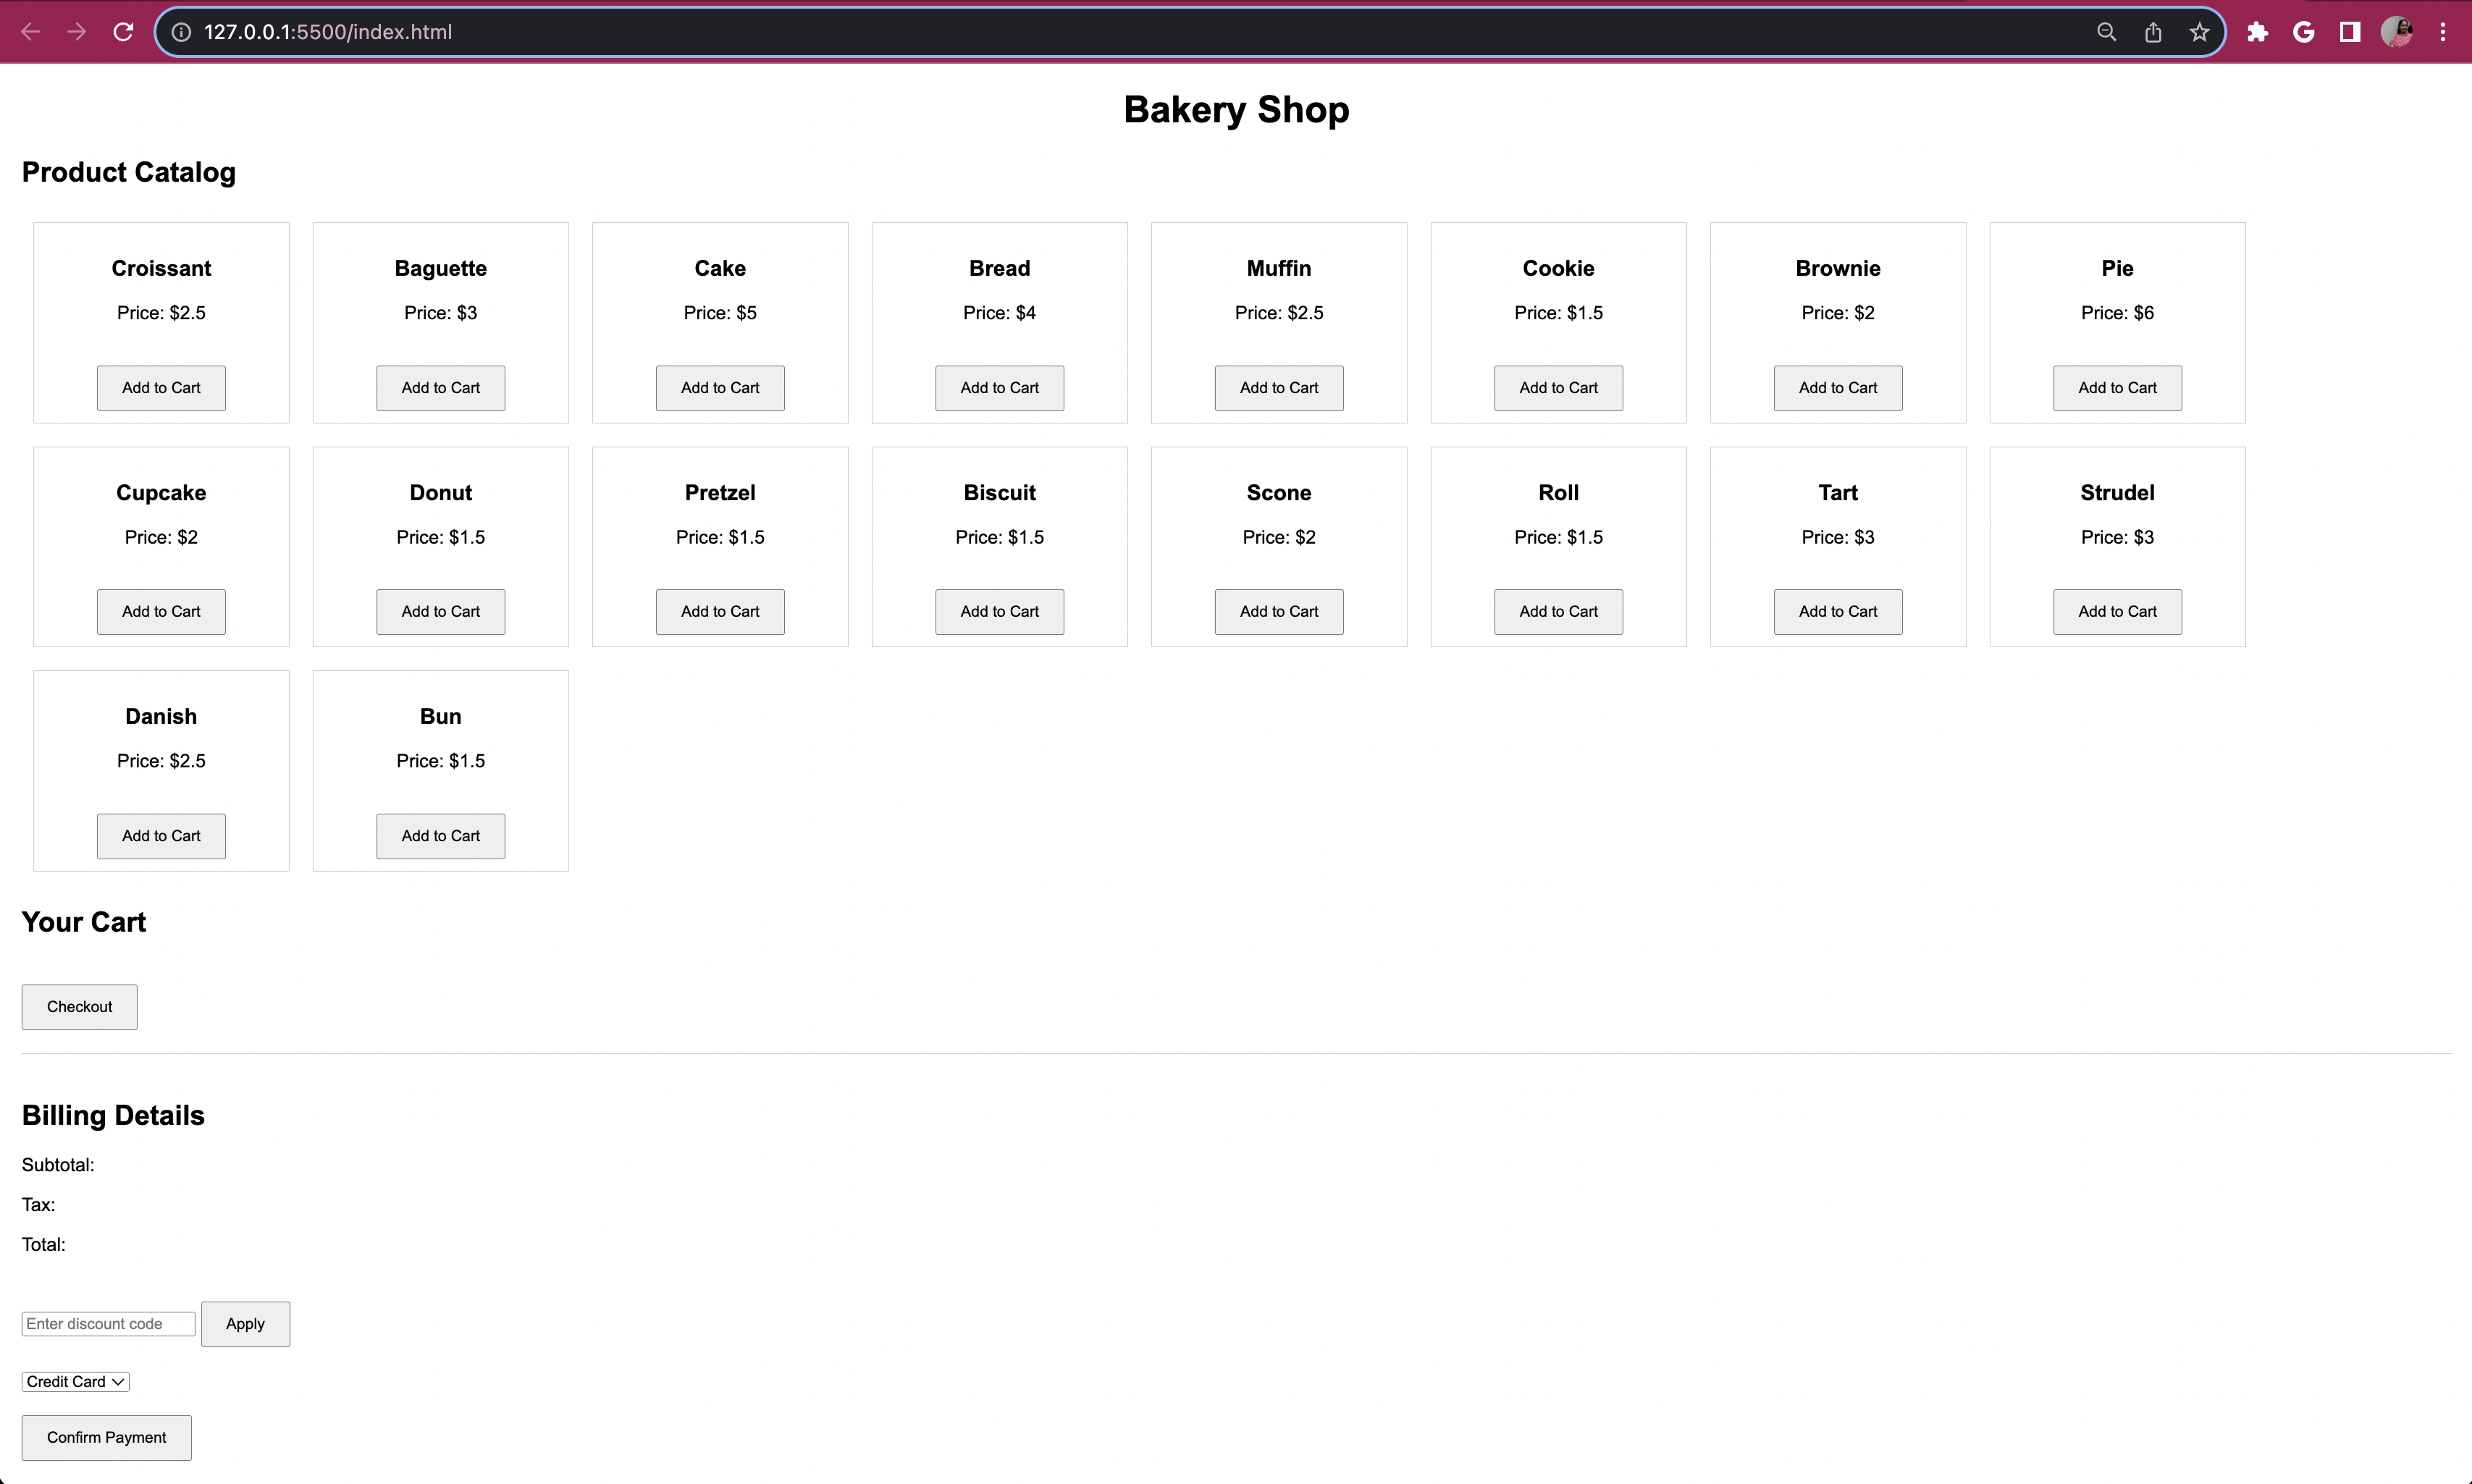 127.0.0.1:5500/index.html
Bakery Shop
Product Catalog
Croissant Baguette Cake Bread Muffin Cookie Brownie Pie
Price: $2.5 Price: $3 Price: $5 Price: $4 Price: $2.5 Price: $1.5 Price: $2 Price: $6
Add to Cart Add to Cart Add to Cart Add to Cart Add to Cart Add to Cart Add to Cart Add to Cart
Cupcake Donut Pretzel Biscuit Scone Roll Tart Strudel
Price: $2 Price: $1.5 Price: $1.5 Price: $1.5 Price: $2 Price: $1.5 Price: $3 Price: $3
Add to Cart Add to Cart Add to Cart Add to Cart Add to Cart Add to Cart Add to Cart Add to Cart
Danish Bun
Price: $2.5 Price: $1.5
Add to Cart Add to Cart
Your Cart
Checkout
Billing Details
Subtotal:
Tax:
Total:
Enter discount code Apply
Credit Card
Confirm Payment